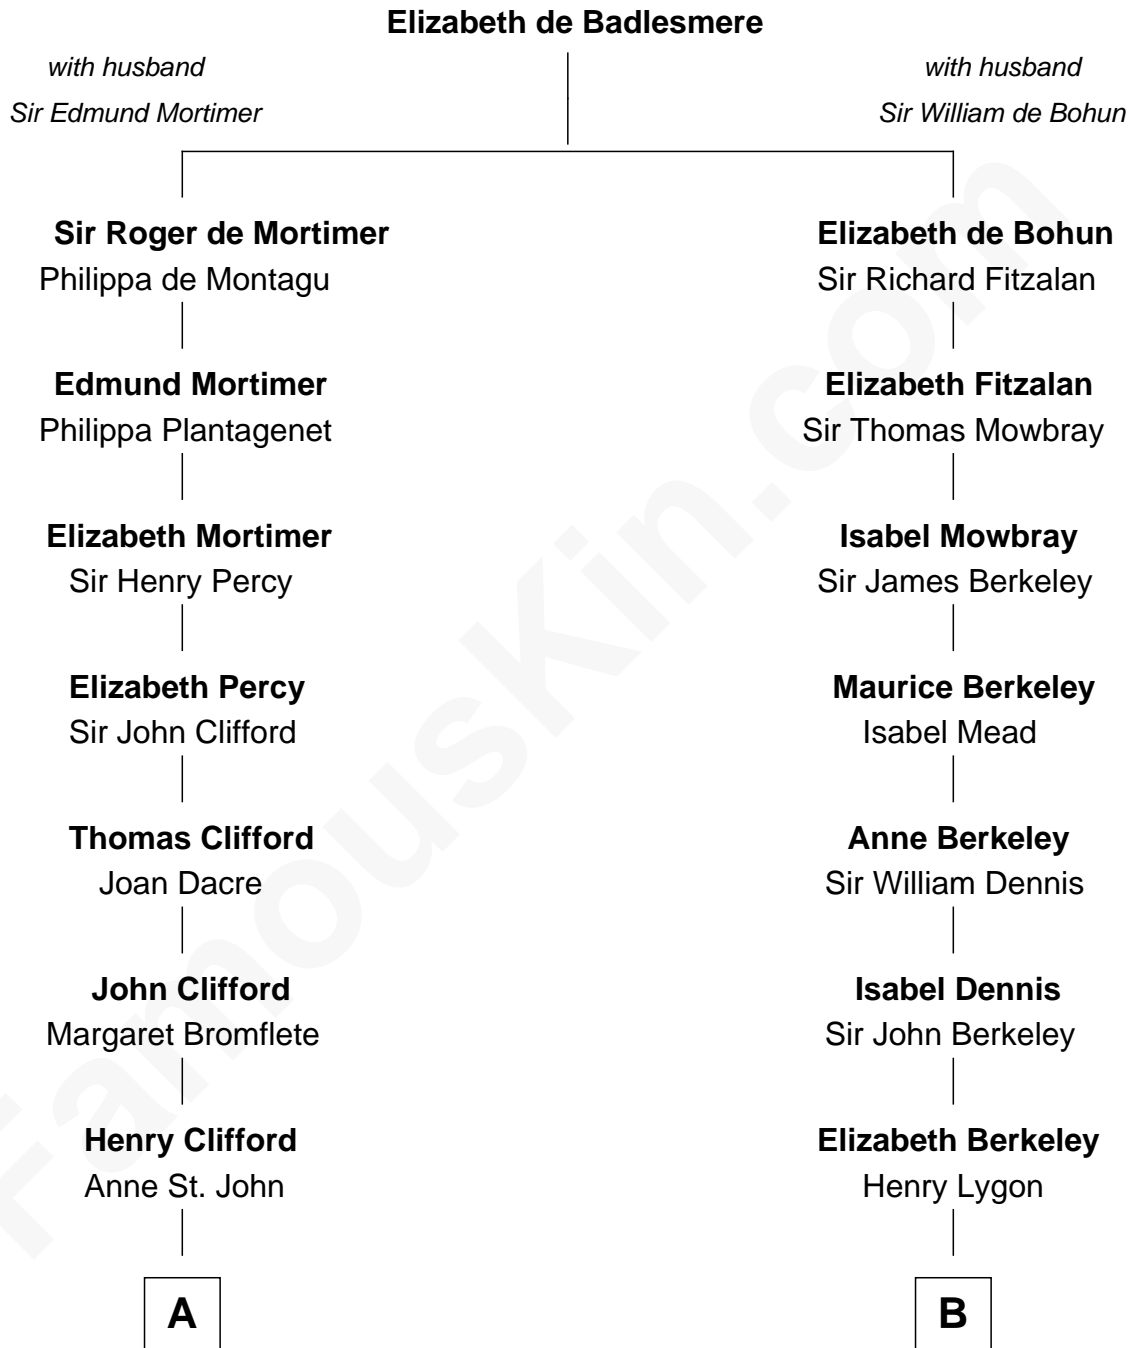 Elizabeth de Badlesmere
with husband
Sir Edmund Mortimer
with husband
Sir William de Bohun
Sir Roger de Mortimer
Philippa de Montagu
Elizabeth de Bohun
Sir Richard Fitzalan
Edmund Mortimer
Philippa Plantagenet
Elizabeth Fitzalan
Sir Thomas Mowbray
Elizabeth Mortimer
Sir Henry Percy
Isabel Mowbray
Sir James Berkeley
Elizabeth Percy
Sir John Clifford
Maurice Berkeley
Isabel Mead
Thomas Clifford
Joan Dacre
Anne Berkeley
Sir William Dennis
John Clifford
Margaret Bromflete
Isabel Dennis
Sir John Berkeley
Henry Clifford
Anne St. John
Elizabeth Berkeley
Henry Lygon
A
B
FamousKin.com